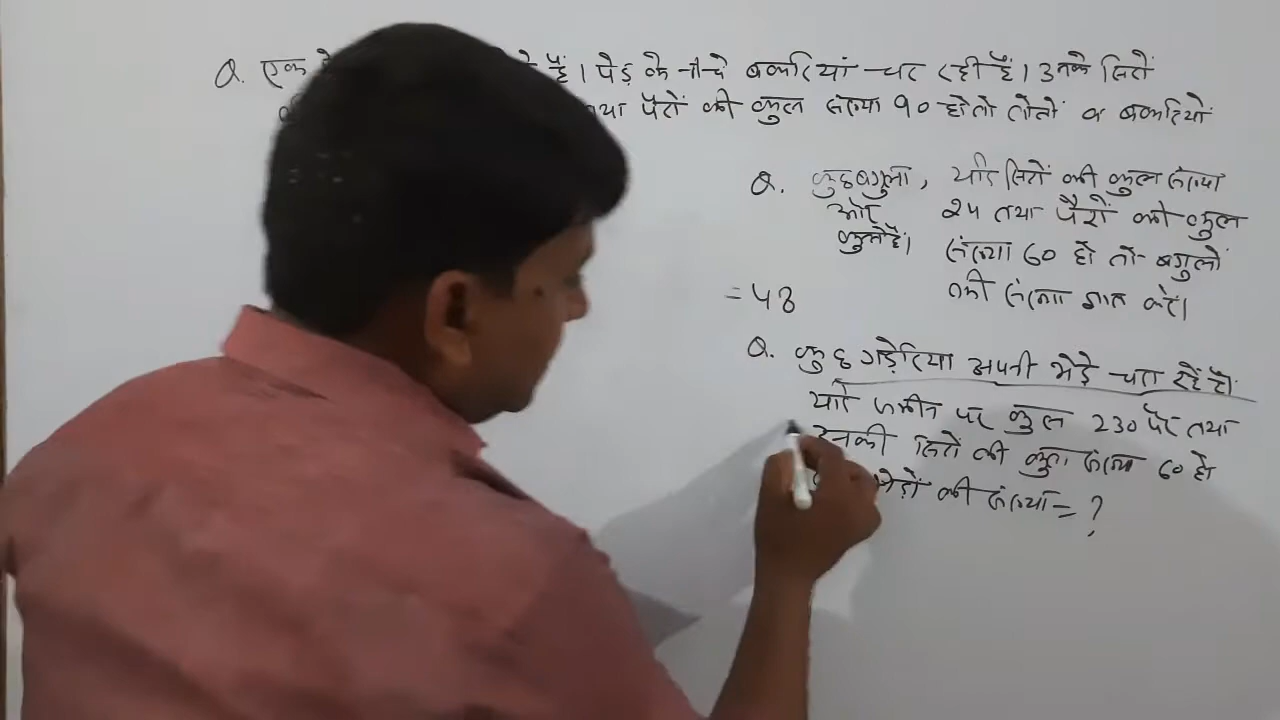 Q. एक हैं। पेड़ के नीचे बकरियां चर रही हैं। उनके सिरों
तथा पैरों की कुल संख्या 90 हो तो तोतों व बकरियों
Q. कुछ बगुला, यदि सिरों की कुल संख्या
और 24 तथा पैरों की कुल
कुत्ते हैं। संख्या 60 हो तो बगुलों
की संख्या ज्ञात करें।
= 48
Q. कुछ गड़ेरिया अपनी भेड़े चरा रहें हैं।
यदि जमीन पर कुल 230 पैर तथा
उनकी सिरों की कुल संख्या 60 हो
भेड़ों की संख्या = ?